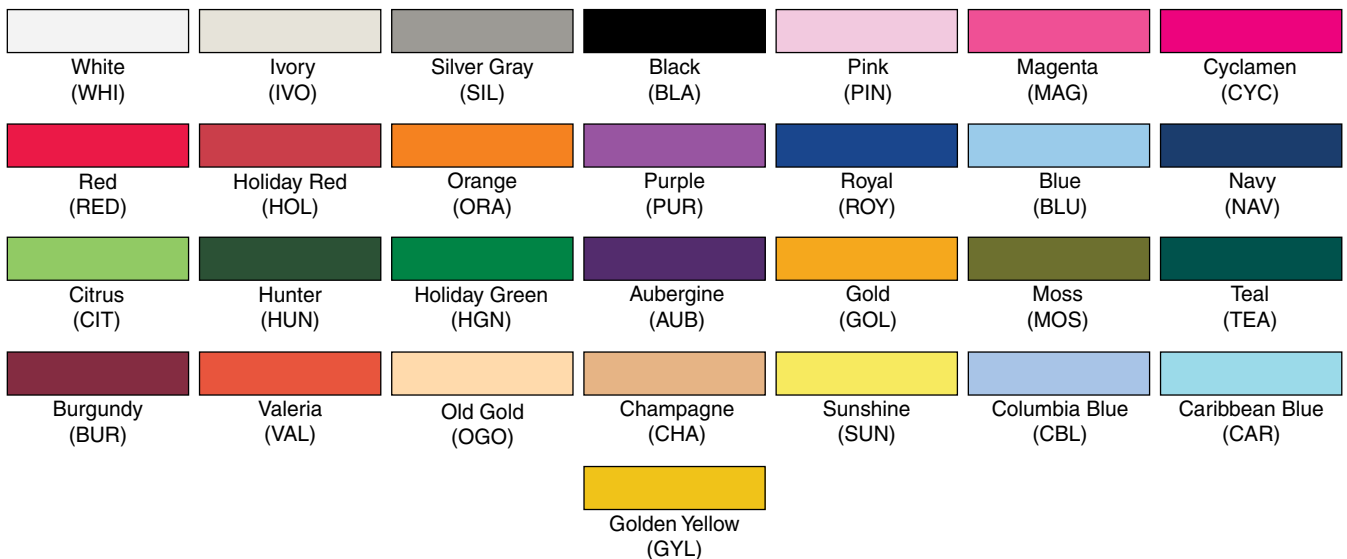 White
(WHI)
Ivory
(IVO)
Silver Gray
(SIL)
Black
(BLA)
Pink
(PIN)
Magenta
(MAG)
Cyclamen
(CYC)
Red
(RED)
Holiday Red
(HOL)
Orange
(ORA)
Purple
(PUR)
Royal
(ROY)
Blue
(BLU)
Navy
(NAV)
Citrus
(CIT)
Hunter
(HUN)
Holiday Green
(HGN)
Aubergine
(AUB)
Gold
(GOL)
Moss
(MOS)
Teal
(TEA)
Burgundy
(BUR)
Valeria
(VAL)
Old Gold
(OGO)
Champagne
(CHA)
Sunshine
(SUN)
Columbia Blue
(CBL)
Caribbean Blue
(CAR)
Golden Yellow
(GYL)